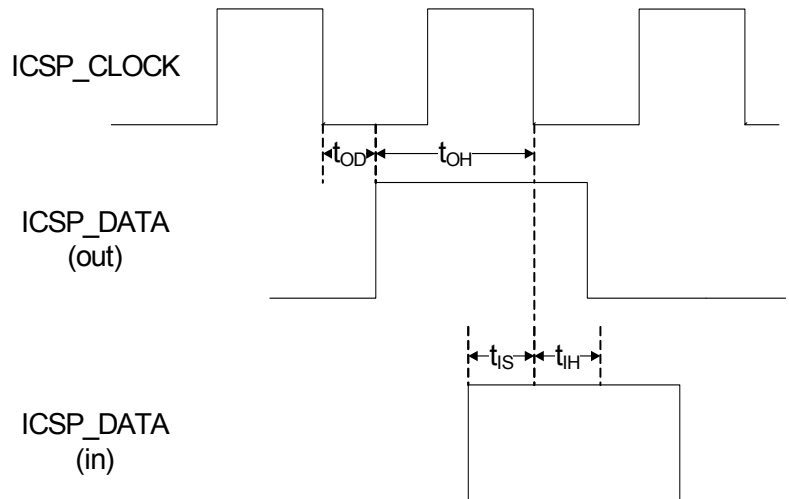 ICSP_CLOCK
tOD
tOH
ICSP_DATA
(out)
tIS
tIH
ICSP_DATA
(in)